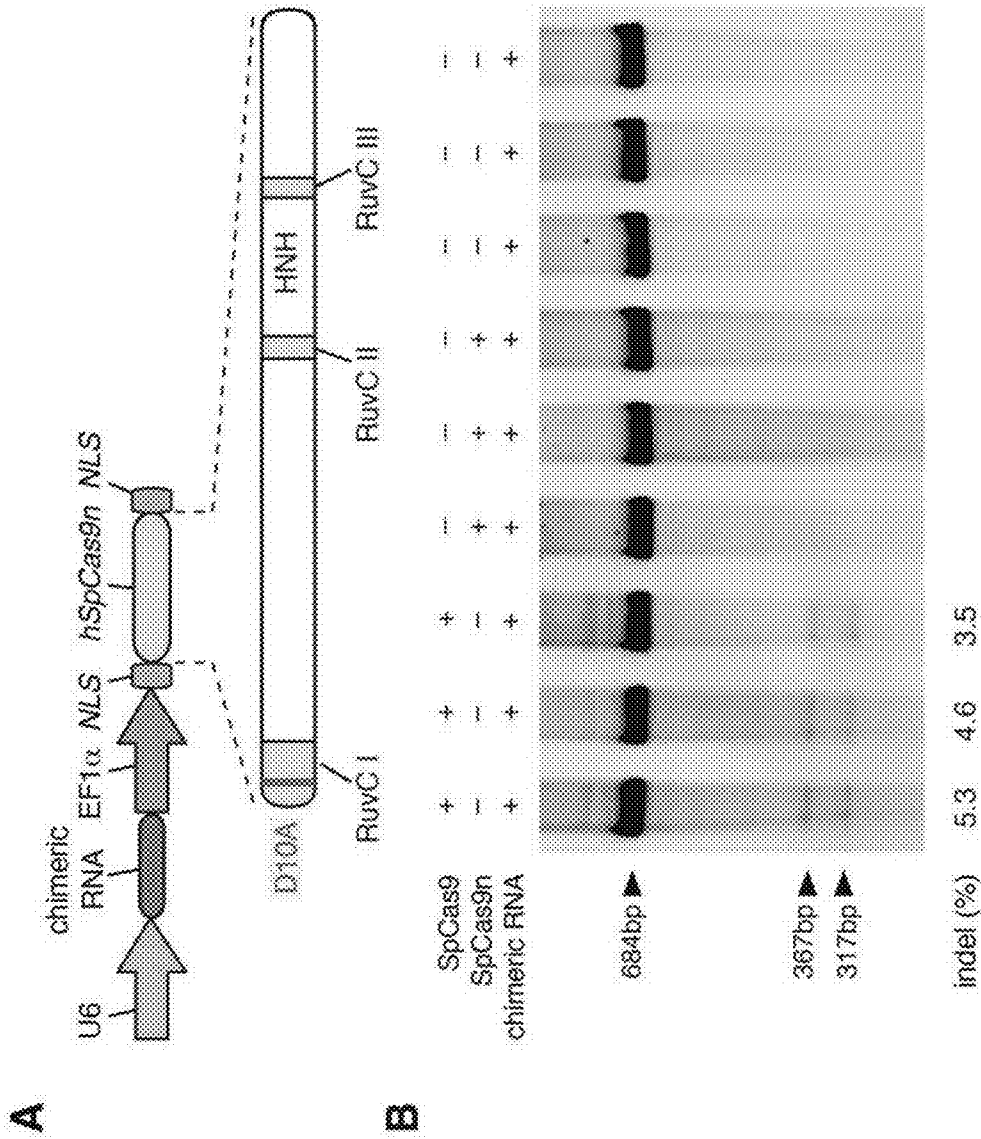 A
chimeric
U6 RNA EF1α NLS hSpCas9n NLS
D10A
HNH
RuvC I RuvC II RuvC III
B
SpCas9 + + + – – – – – –
SpCas9n – – – + + + – – –
chimeric RNA + + + + + + + + +
684bp
367bp
317bp
indel (%) 5.3 4.6 3.5